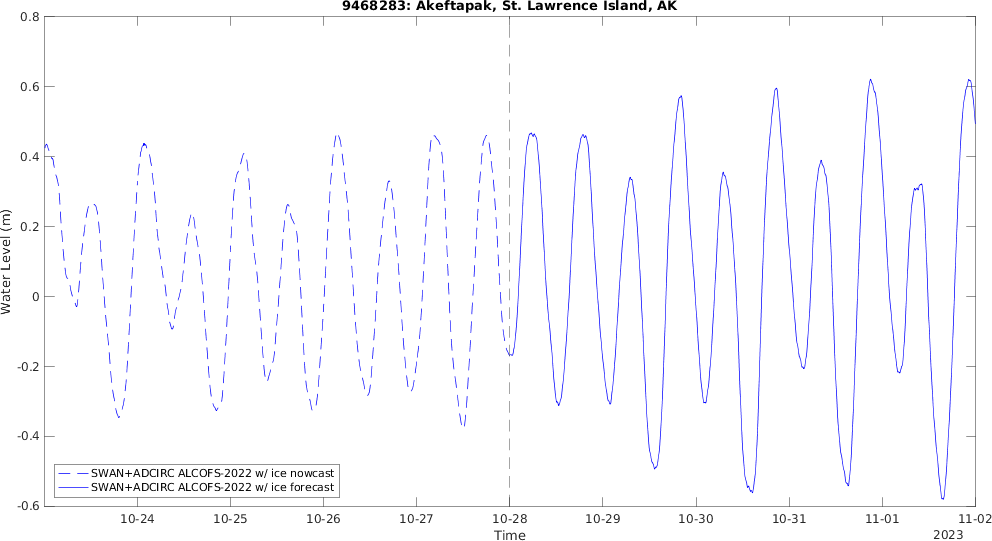 9468283: Akeftapak, St. Lawrence Island, AK
0.8
0.6
0.4
0.2
0
-0.2
-0.4
-0.6
Water Level (m)
SWAN+ADCIRC ALCOFS-2022 w/ ice nowcast
SWAN+ADCIRC ALCOFS-2022 w/ ice forecast
10-24 10-25 10-26 10-27 10-28 10-29 10-30 10-31 11-01 11-02
Time
2023